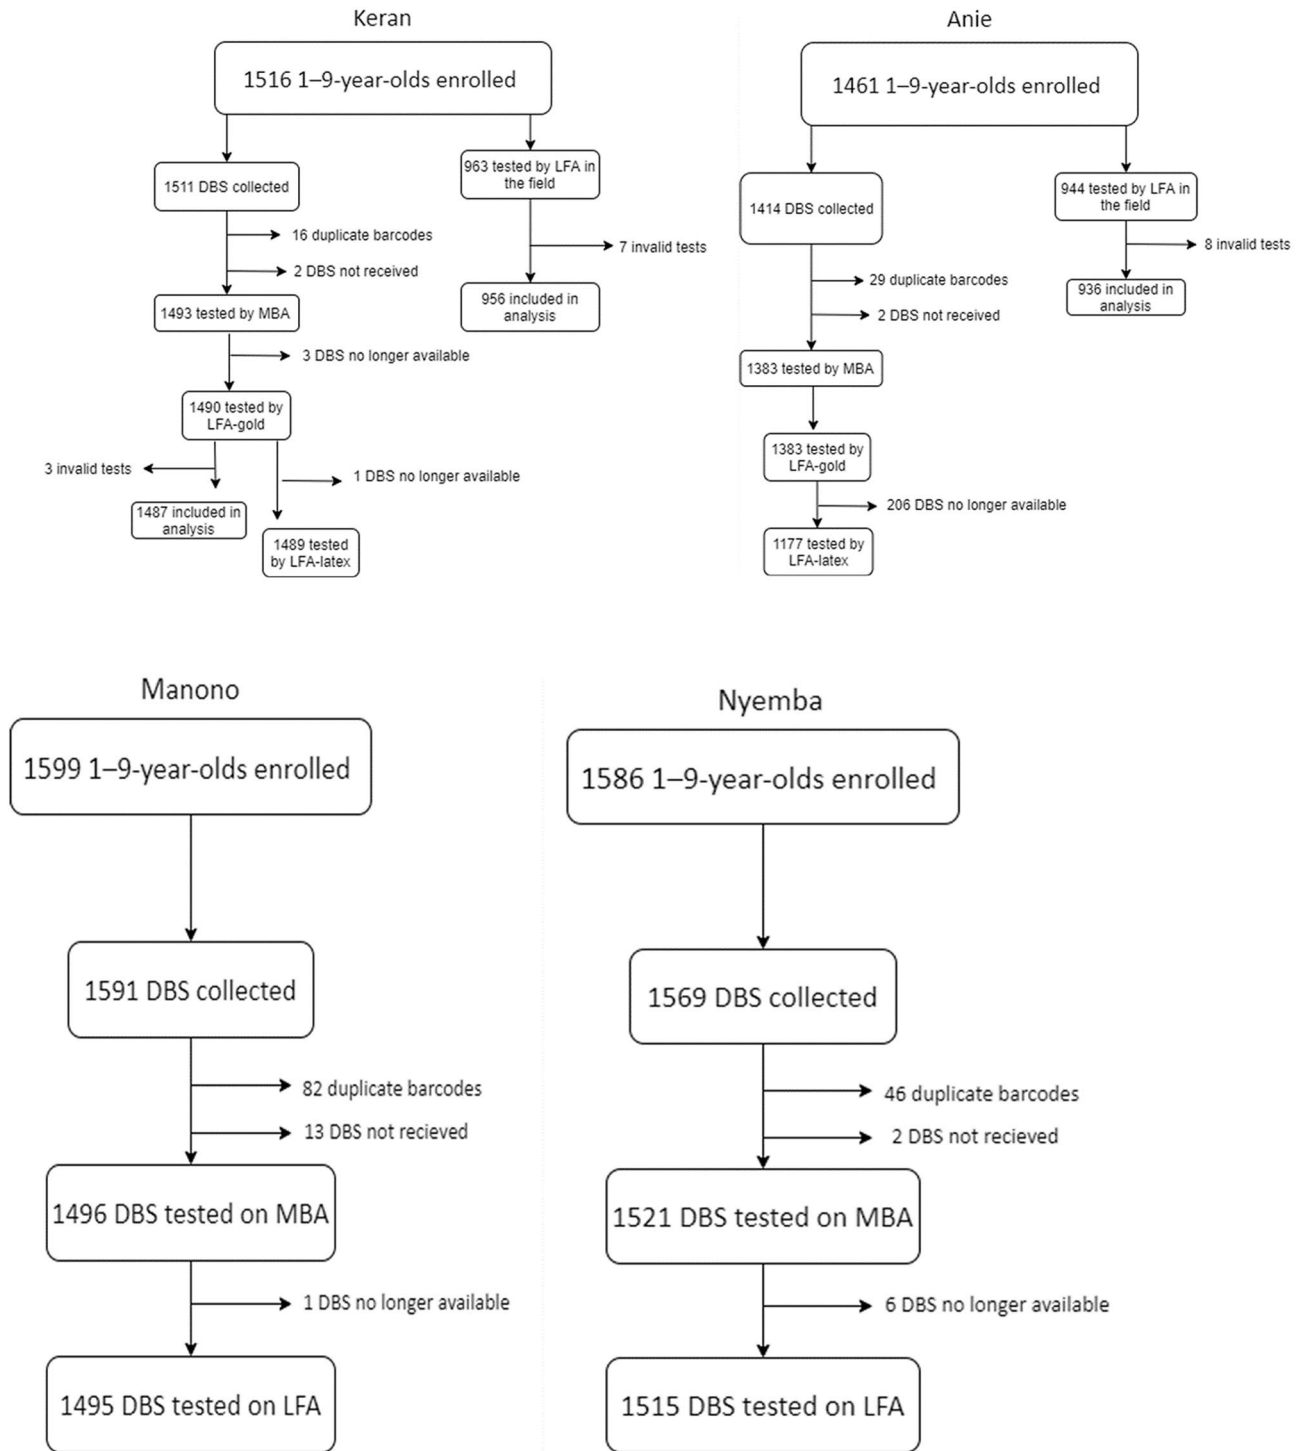 Keran
1516 1–9-year-olds enrolled
1511 DBS collected
963 tested by LFA in
the field
16 duplicate barcodes
2 DBS not received
7 invalid tests
1493 tested by MBA
956 included in
analysis
3 DBS no longer available
1490 tested by
LFA-gold
3 invalid tests
1 DBS no longer available
1487 included in
analysis
1489 tested
by LFA-latex
Anie
1461 1–9-year-olds enrolled
1414 DBS collected
944 tested by LFA in
the field
8 invalid tests
29 duplicate barcodes
2 DBS not received
936 included in
analysis
1383 tested by MBA
1383 tested by
LFA-gold
206 DBS no longer available
1177 tested by
LFA-latex
Manono
1599 1–9-year-olds enrolled
1591 DBS collected
82 duplicate barcodes
13 DBS not recieved
1496 DBS tested on MBA
1 DBS no longer available
1495 DBS tested on LFA
Nyemba
1586 1–9-year-olds enrolled
1569 DBS collected
46 duplicate barcodes
2 DBS not recieved
1521 DBS tested on MBA
6 DBS no longer available
1515 DBS tested on LFA